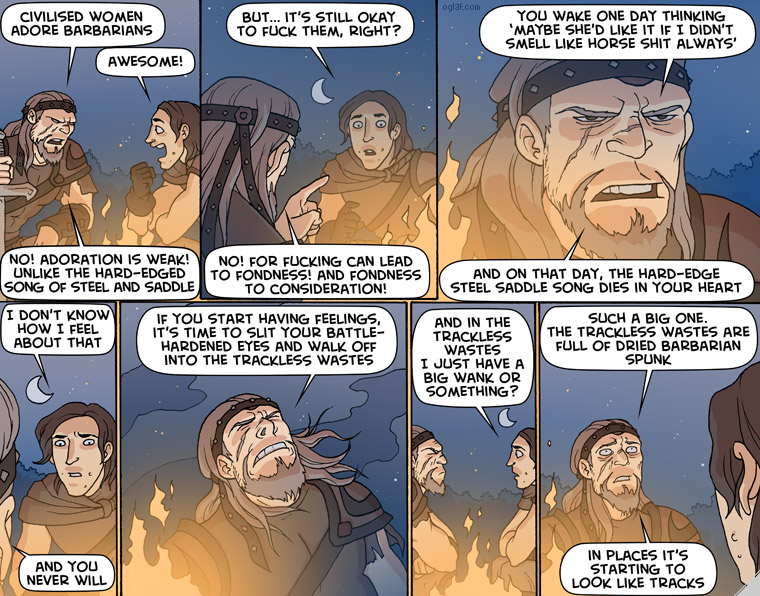 CIVILISED WOMEN
ADORE BARBARIANS
AWESOME!
NO! ADORATION IS WEAK!
UNLIKE THE HARD-EDGED
SONG OF STEEL AND SADDLE
BUT... IT'S STILL OKAY
TO FUCK THEM, RIGHT?
NO! FOR FUCKING CAN LEAD
TO FONDNESS! AND FONDNESS
TO CONSIDERATION!
oglaf.com
YOU WAKE ONE DAY THINKING
'MAYBE SHE'D LIKE IT IF I DIDN'T
SMELL LIKE HORSE SHIT ALWAYS'
AND ON THAT DAY, THE HARD-EDGE
STEEL SADDLE SONG DIES IN YOUR HEART
I DON'T KNOW
HOW I FEEL
ABOUT THAT
AND YOU
NEVER WILL
IF YOU START HAVING FEELINGS,
IT'S TIME TO SLIT YOUR BATTLE-
HARDENED EYES AND WALK OFF
INTO THE TRACKLESS WASTES
AND IN THE
TRACKLESS
WASTES
I JUST HAVE A
BIG WANK OR
SOMETHING?
SUCH A BIG ONE.
THE TRACKLESS WASTES ARE
FULL OF DRIED BARBARIAN
SPUNK
IN PLACES IT'S
STARTING TO
LOOK LIKE TRACKS